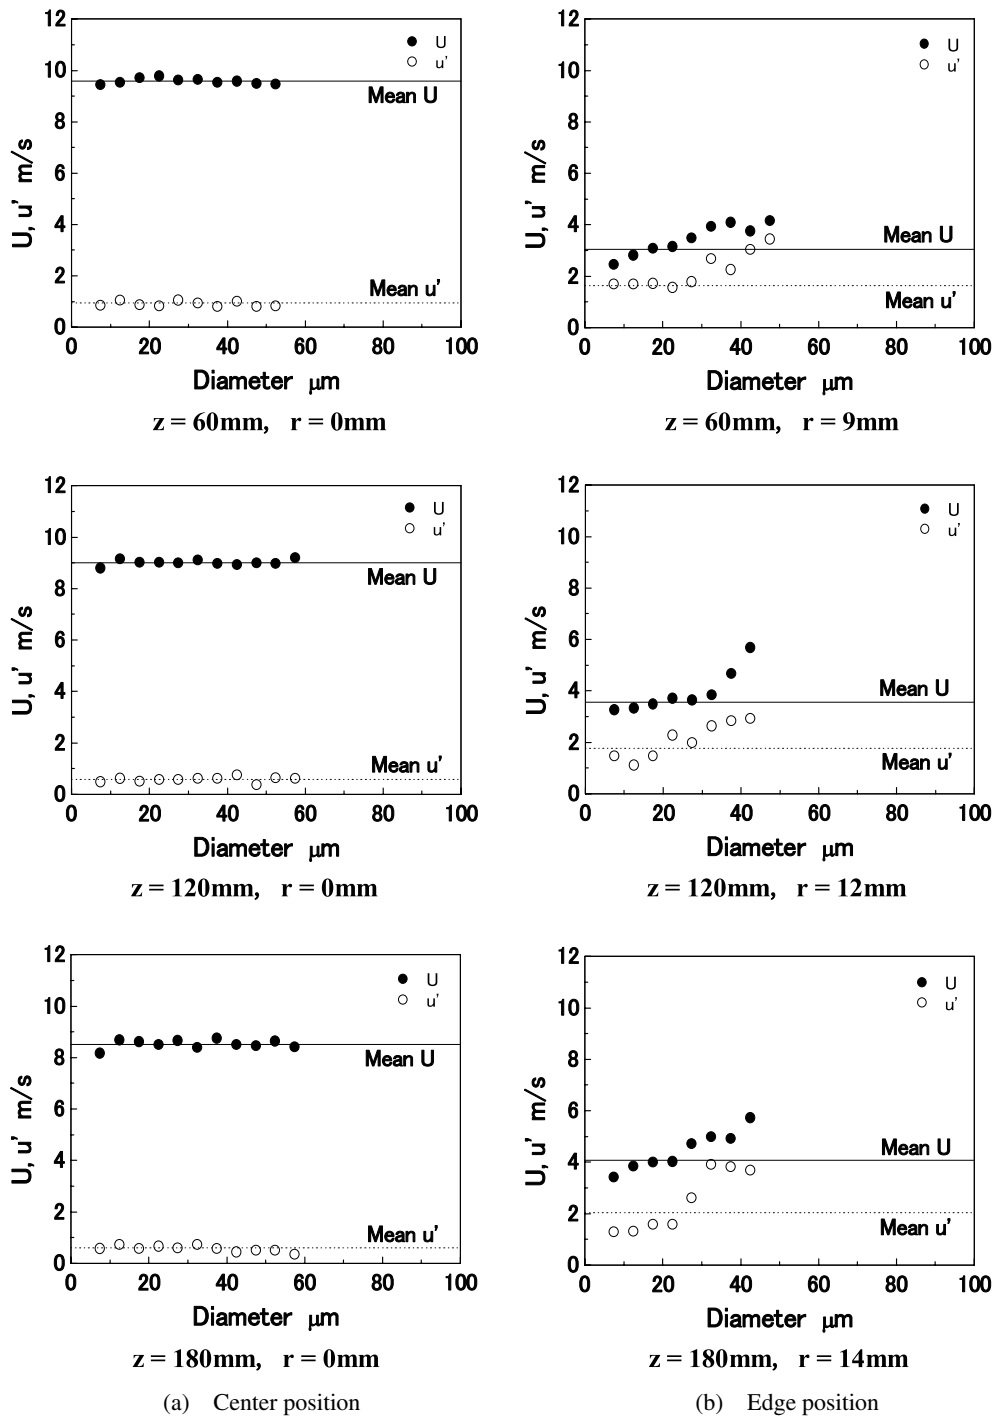 12
10
8
6
4
2
0
U, u' m/s
U
u'
Mean U
Mean u'
0 20 40 60 80 100
Diameter μm
z = 60mm, r = 0mm
12
10
8
6
4
2
0
U, u' m/s
U
u'
Mean U
Mean u'
0 20 40 60 80 100
Diameter μm
z = 60mm, r = 9mm
12
10
8
6
4
2
0
U, u' m/s
U
u'
Mean U
Mean u'
0 20 40 60 80 100
Diameter μm
z = 120mm, r = 0mm
12
10
8
6
4
2
0
U, u' m/s
U
u'
Mean U
Mean u'
0 20 40 60 80 100
Diameter μm
z = 120mm, r = 12mm
12
10
8
6
4
2
0
U, u' m/s
U
u'
Mean U
Mean u'
0 20 40 60 80 100
Diameter μm
z = 180mm, r = 0mm
12
10
8
6
4
2
0
U, u' m/s
U
u'
Mean U
Mean u'
0 20 40 60 80 100
Diameter μm
z = 180mm, r = 14mm
(a) Center position
(b) Edge position